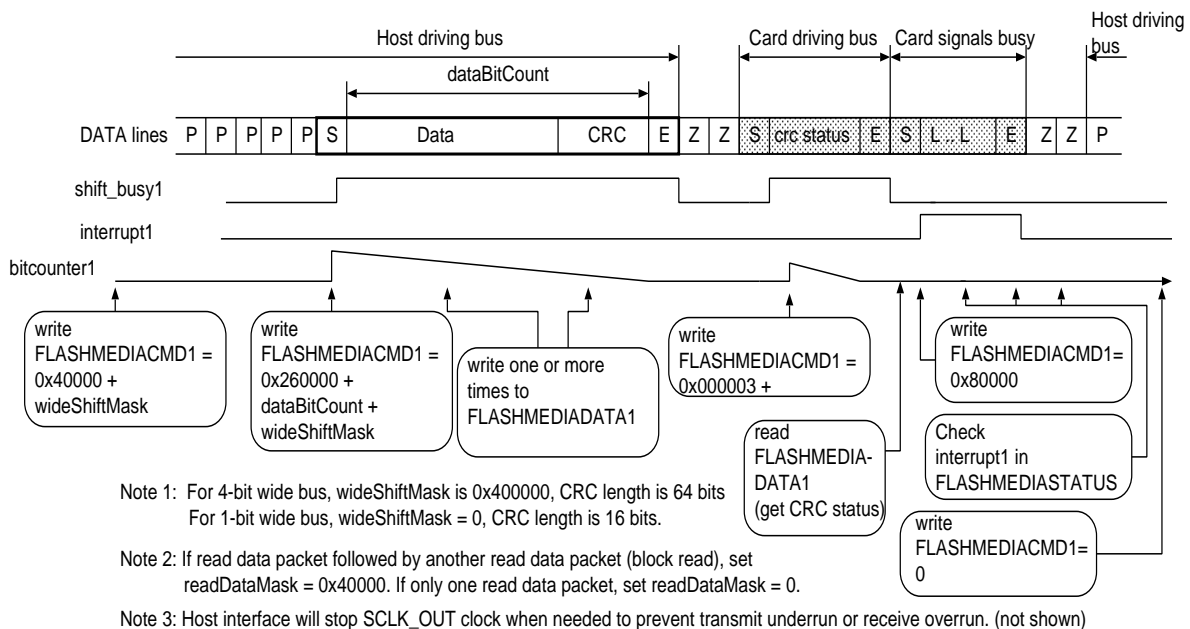 Host driving bus
Card driving bus
Card signals busy
Host driving
bus
dataBitCount
DATA lines P P P P P S Data CRC E Z Z S crc status E S L...L E Z Z P
shift_busy1
interrupt1
bitcounter1
write
FLASHMEDIACMD1 =
0x40000 +
wideShiftMask
write
FLASHMEDIACMD1 =
0x260000 +
dataBitCount +
wideShiftMask
write one or more
times to
FLASHMEDIADATA1
write
FLASHMEDIACMD1 =
0x000003 +
read
FLASHMEDIA-
DATA1
(get CRC status)
write
FLASHMEDIACMD1=
0x80000
Check
interrupt1 in
FLASHMEDIASTATUS
write
FLASHMEDIACMD1=
0
Note 1: For 4-bit wide bus, wideShiftMask is 0x400000, CRC length is 64 bits
For 1-bit wide bus, wideShiftMask = 0, CRC length is 16 bits.
Note 2: If read data packet followed by another read data packet (block read), set
readDataMask = 0x40000. If only one read data packet, set readDataMask = 0.
Note 3: Host interface will stop SCLK_OUT clock when needed to prevent transmit underrun or receive overrun. (not shown)